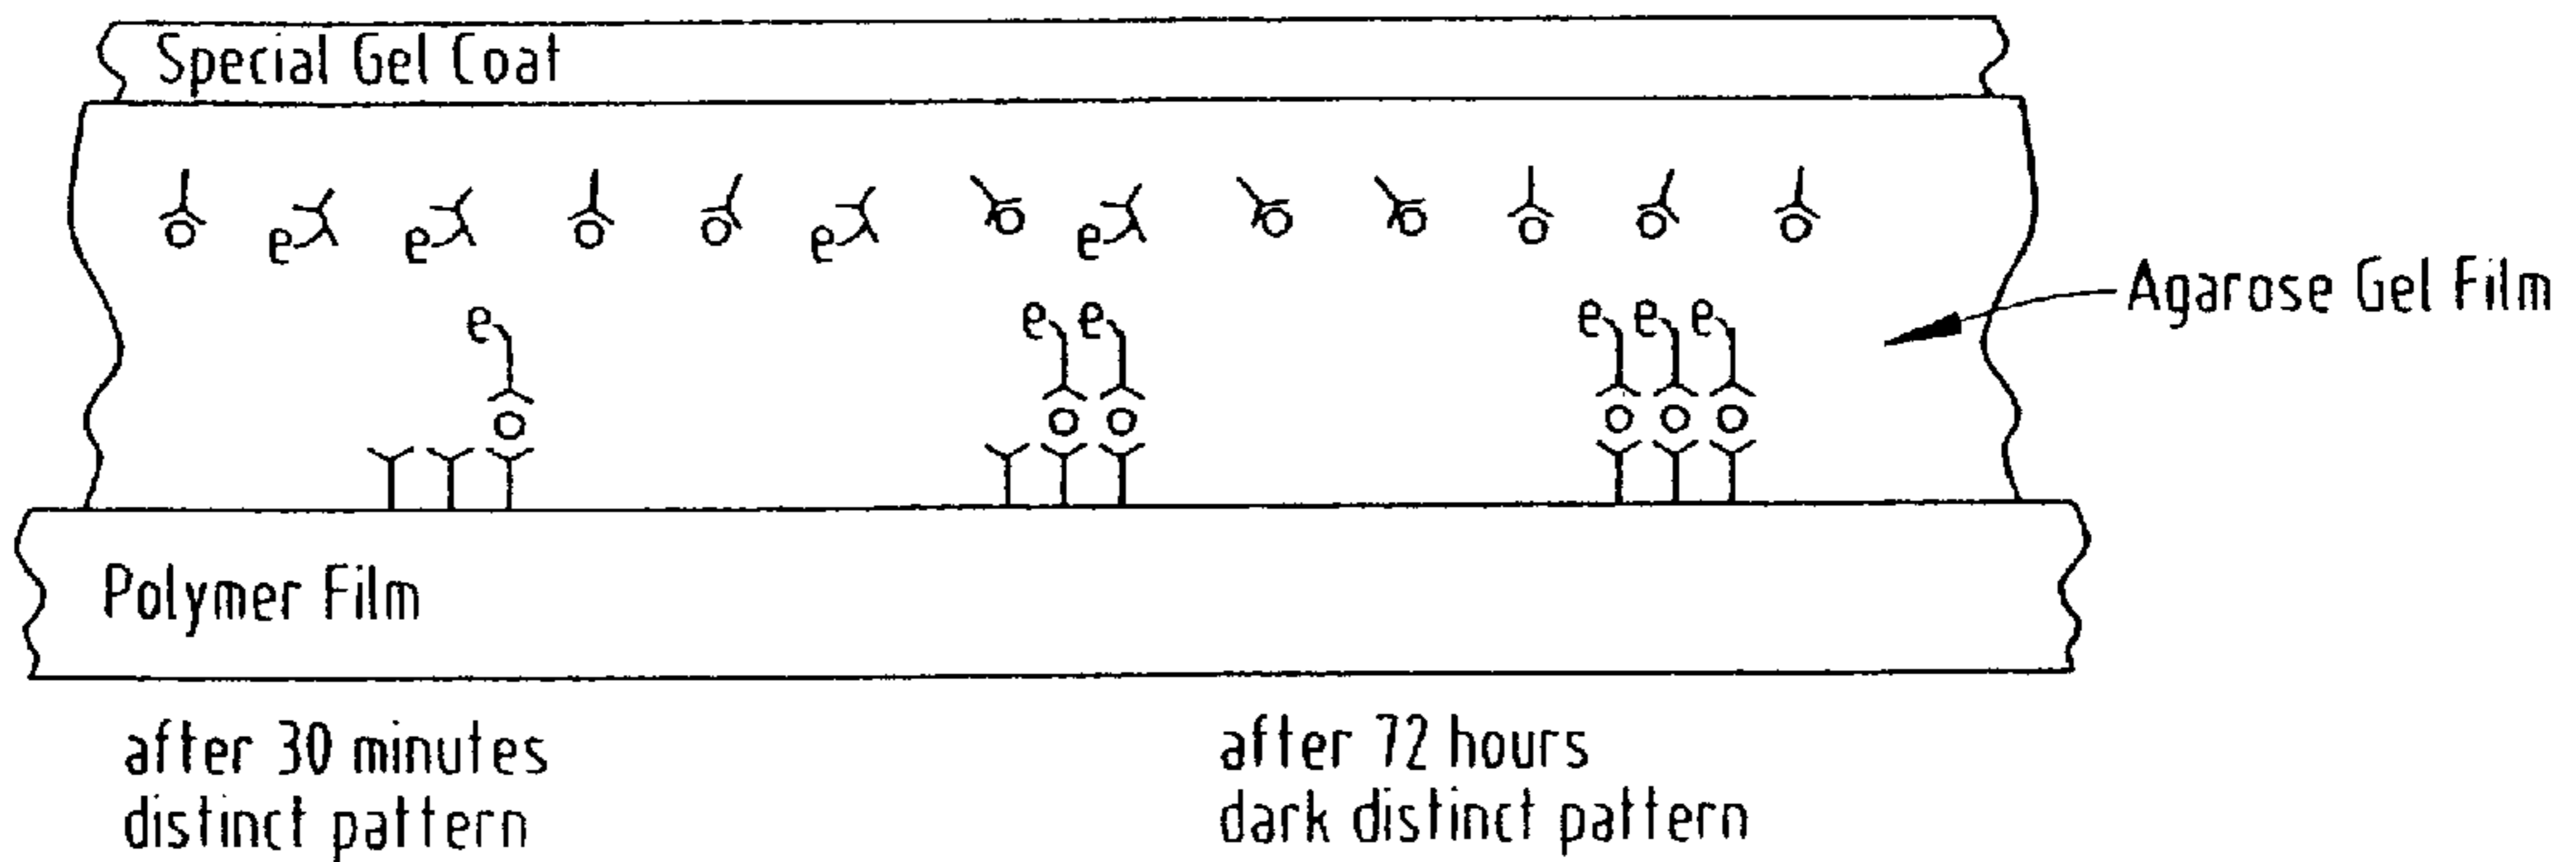 Special Gel Coat
e e e e
e e e e e e
Agarose Gel Film
Polymer Film
after 30 minutes
distinct pattern
after 72 hours
dark distinct pattern